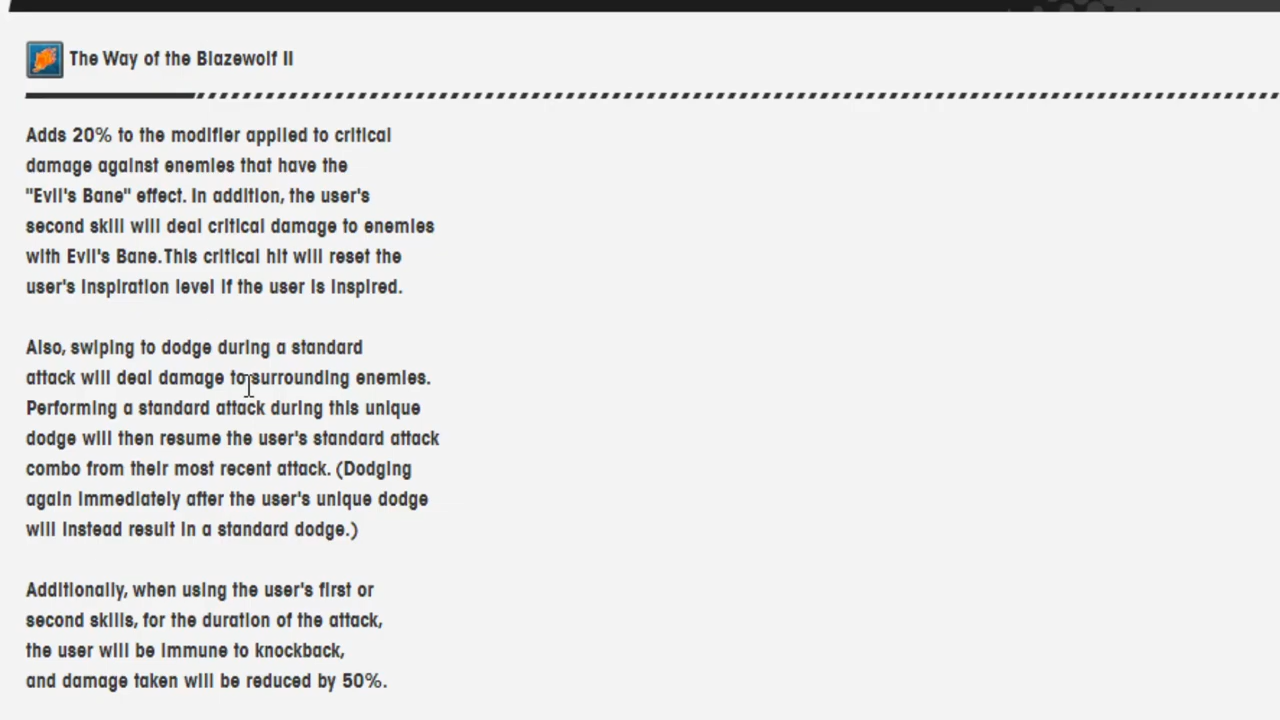 The Way of the Blazewolf II
Adds 20% to the modifier applied to critical
damage against enemies that have the
"Evil's Bane" effect. In addition, the user's
second skill will deal critical damage to enemies
with Evil's Bane.This critical hit will reset the
user's inspiration level if the user is inspired.
Also, swiping to dodge during a standard
attack will deal damage to surrounding enemies.
Performing a standard attack during this unique
dodge will then resume the user's standard attack
combo from their most recent attack. (Dodging
again immediately after the user's unique dodge
will instead result in a standard dodge.)
Additionally, when using the user's first or
second skills, for the duration of the attack,
the user will be immune to knockback,
and damage taken will be reduced by 50%.